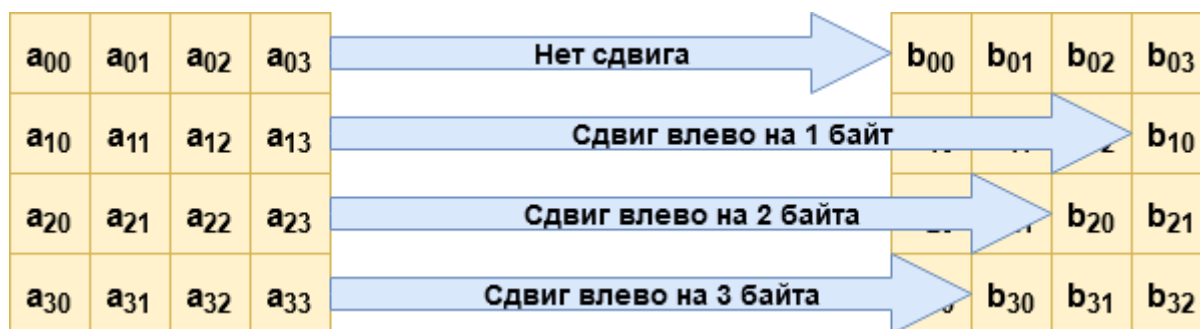 a00 a01 a02 a03 Нет сдвига b00 b01 b02 b03
a10 a11 a12 a13 Сдвиг влево на 1 байт b10
a20 a21 a22 a23 Сдвиг влево на 2 байта b20 b21
a30 a31 a32 a33 Сдвиг влево на 3 байта b30 b31 b32